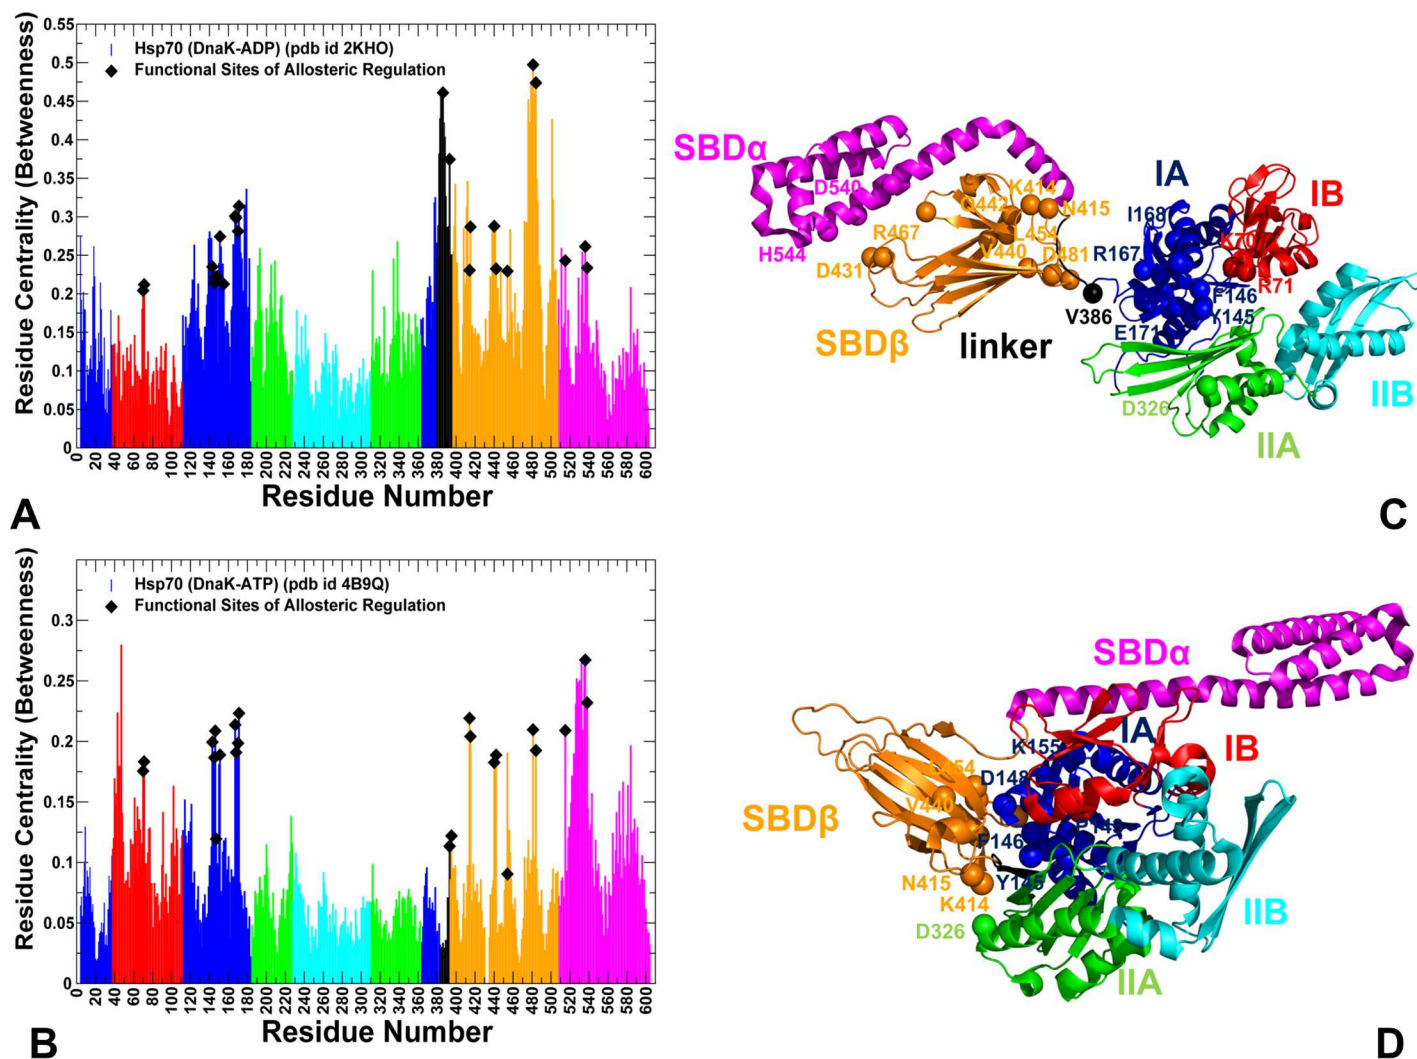 0.55
0.5
0.45
0.4
0.35
0.3
0.25
0.2
0.15
0.1
0.05
0
Residue Centrality (Betweenness)
Hsp70 (DnaK-ADP) (pdb id 2KHO)
Functional Sites of Allosteric Regulation
0 20 40 60 80 100 120 140 160 180 200 220 240 260 280 300 320 340 360 380 400 420 440 460 480 500 520 540 560 580 600
Residue Number
A
SBDα
D540
H544
K414
Q442
N415
L454
R467
V440
D481
D431
SBDβ
linker
V386
IA
IB
I168
K70
R167
R71
F146
Y145
E171
D326
IIA
IIB
C
0.3
0.25
0.2
0.15
0.1
0.05
0
Residue Centrality (Betweenness)
Hsp70 (DnaK-ATP) (pdb id 4B9Q)
Functional Sites of Allosteric Regulation
0 20 40 60 80 100 120 140 160 180 200 220 240 260 280 300 320 340 360 380 400 420 440 460 480 500 520 540 560 580 600
Residue Number
B
SBDα
IA
K155
IB
D148
V440
SBDβ
F146
N415
Y145
K414
D326
IIB
IIA
D